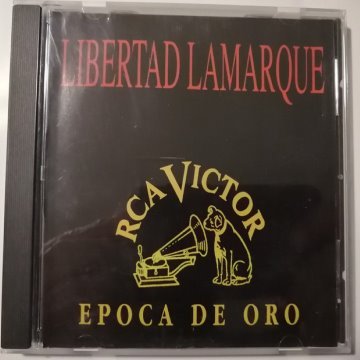 LIBERTAD LAMARQUE
RCA VICTOR
EPOCA DE ORO